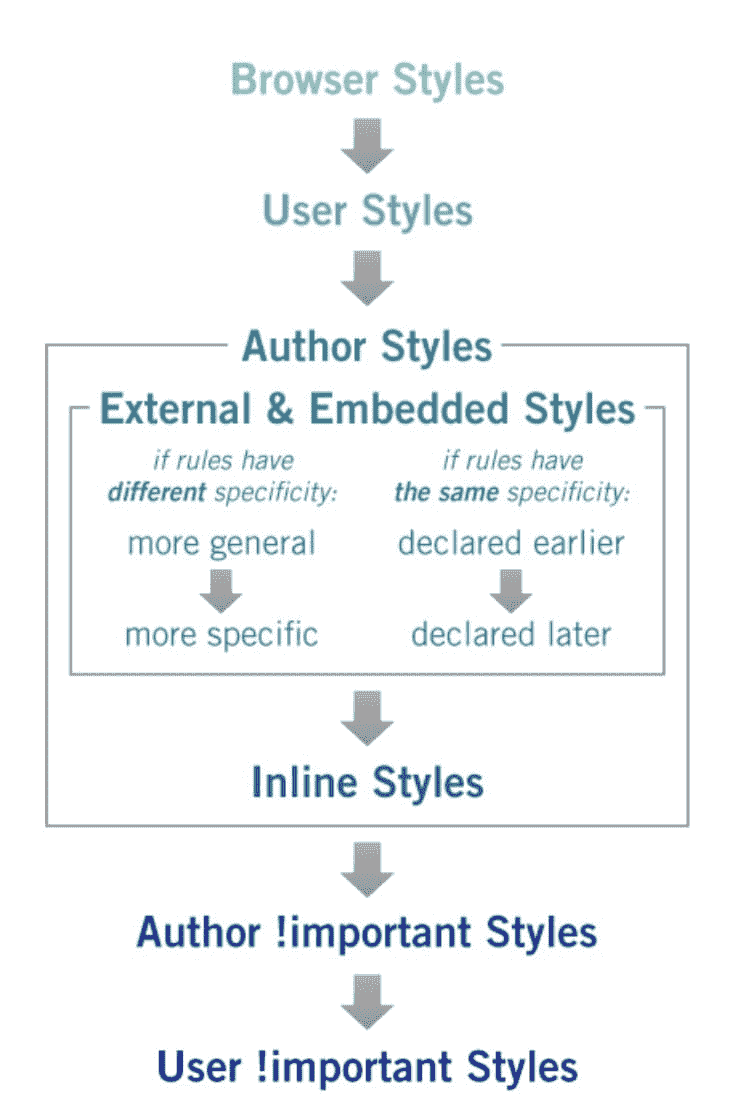 Browser Styles
User Styles
Author Styles
External & Embedded Styles
if rules have
different specificity:
more general
more specific
if rules have
the same specificity:
declared earlier
declared later
Inline Styles
Author !important Styles
User !important Styles